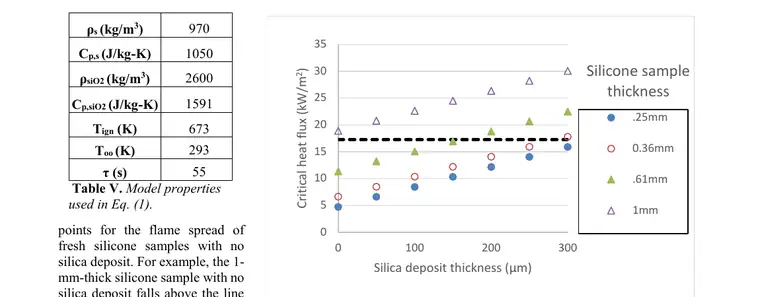 ρs (kg/m³) 970
Cp,s (J/kg-K) 1050
ρsiO2 (kg/m³) 2600
Cp,siO2 (J/kg-K) 1591
Tign (K) 673
Too (K) 293
τ (s) 55
Table V. Model properties
used in Eq. (1).
points for the flame spread of
fresh silicone samples with no
silica deposit. For example, the 1-
mm-thick silicone sample with no
silica deposit falls above the line
Critical heat flux (kW/m²)
35
30
25
20
15
10
5
0
0 100 200 300
Silica deposit thickness (µm)
Silicone sample
thickness
.25mm
0.36mm
.61mm
1mm